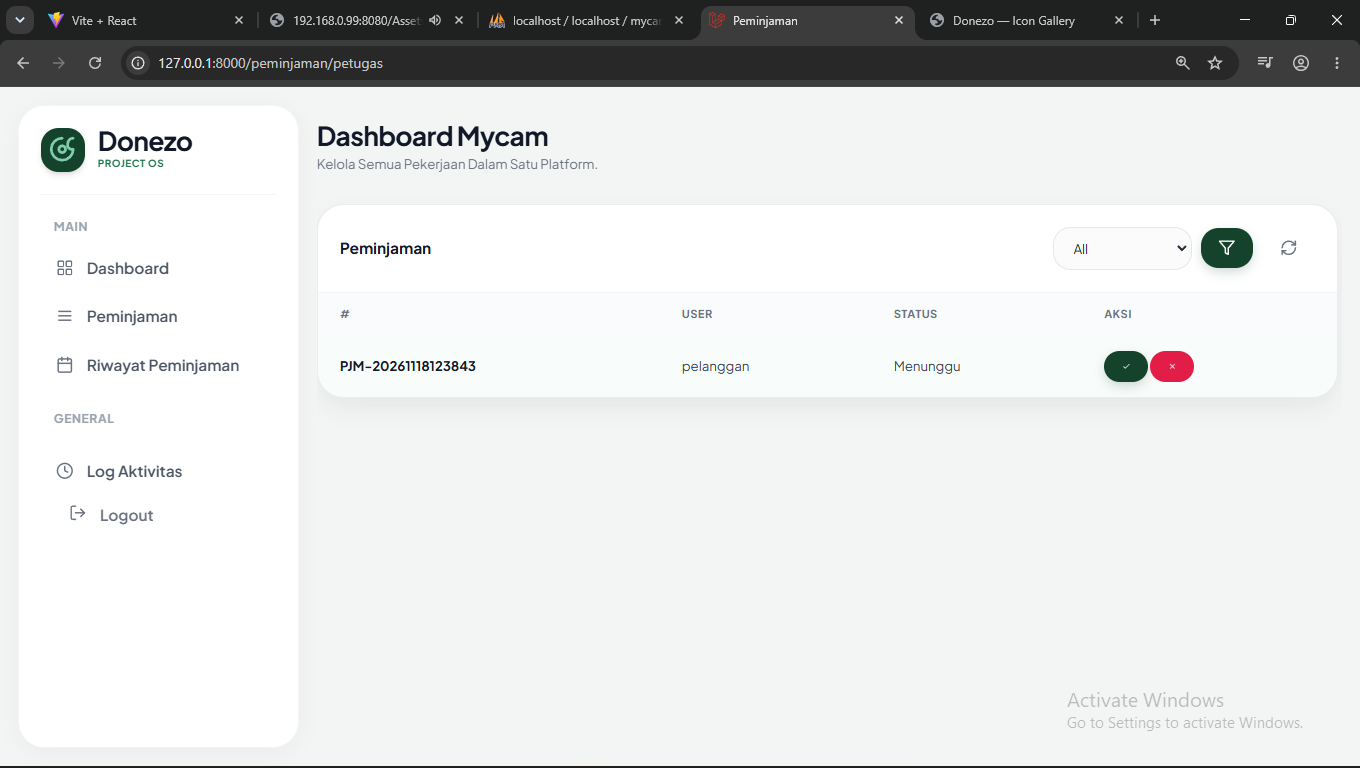 Vite + React
192.168.0.99:8080/Asset
localhost / localhost / mycar
Peminjaman
Donezo — Icon Gallery
127.0.0.1:8000/peminjaman/petugas
Donezo
PROJECT OS
MAIN
Dashboard
Peminjaman
Riwayat Peminjaman
GENERAL
Log Aktivitas
Logout
Dashboard Mycam
Kelola Semua Pekerjaan Dalam Satu Platform.
Peminjaman
All
# USER STATUS AKSI
PJM-20261118123843 pelanggan Menunggu
Activate Windows
Go to Settings to activate Windows.